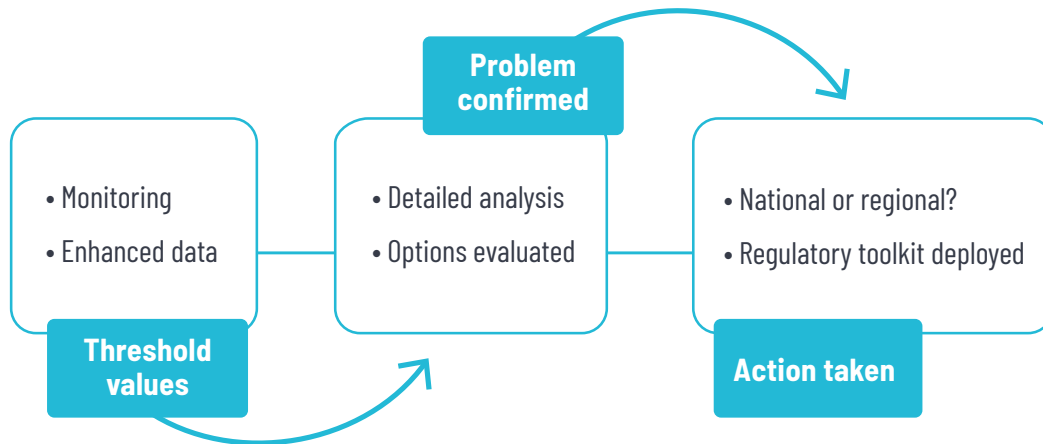 • Monitoring
• Enhanced data
Threshold
values
Problem
confirmed
• Detailed analysis
• Options evaluated
• National or regional?
• Regulatory toolkit deployed
Action taken